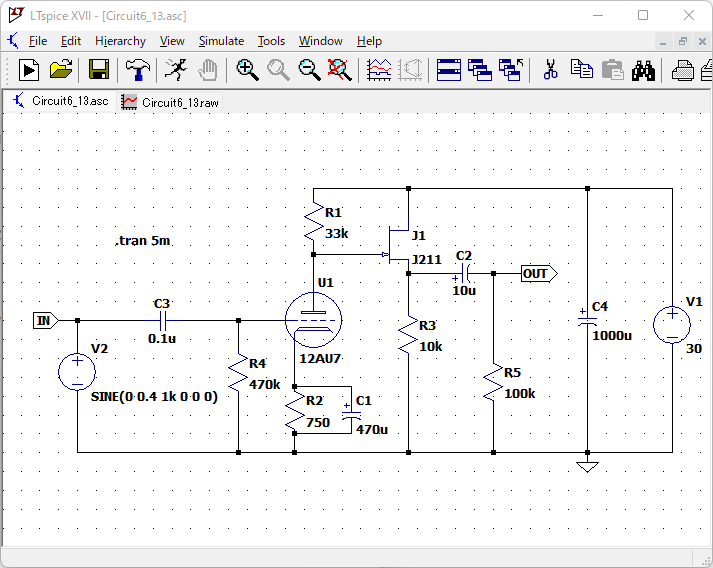 LTspice XVII - [Circuit6_13.asc]
File Edit Hierarchy View Simulate Tools Window Help
Circuit6_13.asc Circuit6_13.raw
.tran 5m
R1
33k
J1
J211
C2
10u
OUT
U1
12AU7
IN
C3
0.1u
V2
SINE(0 0.4 1k 0 0 0)
R4
470k
R2
750
C1
470u
R3
10k
R5
100k
C4
1000u
V1
30